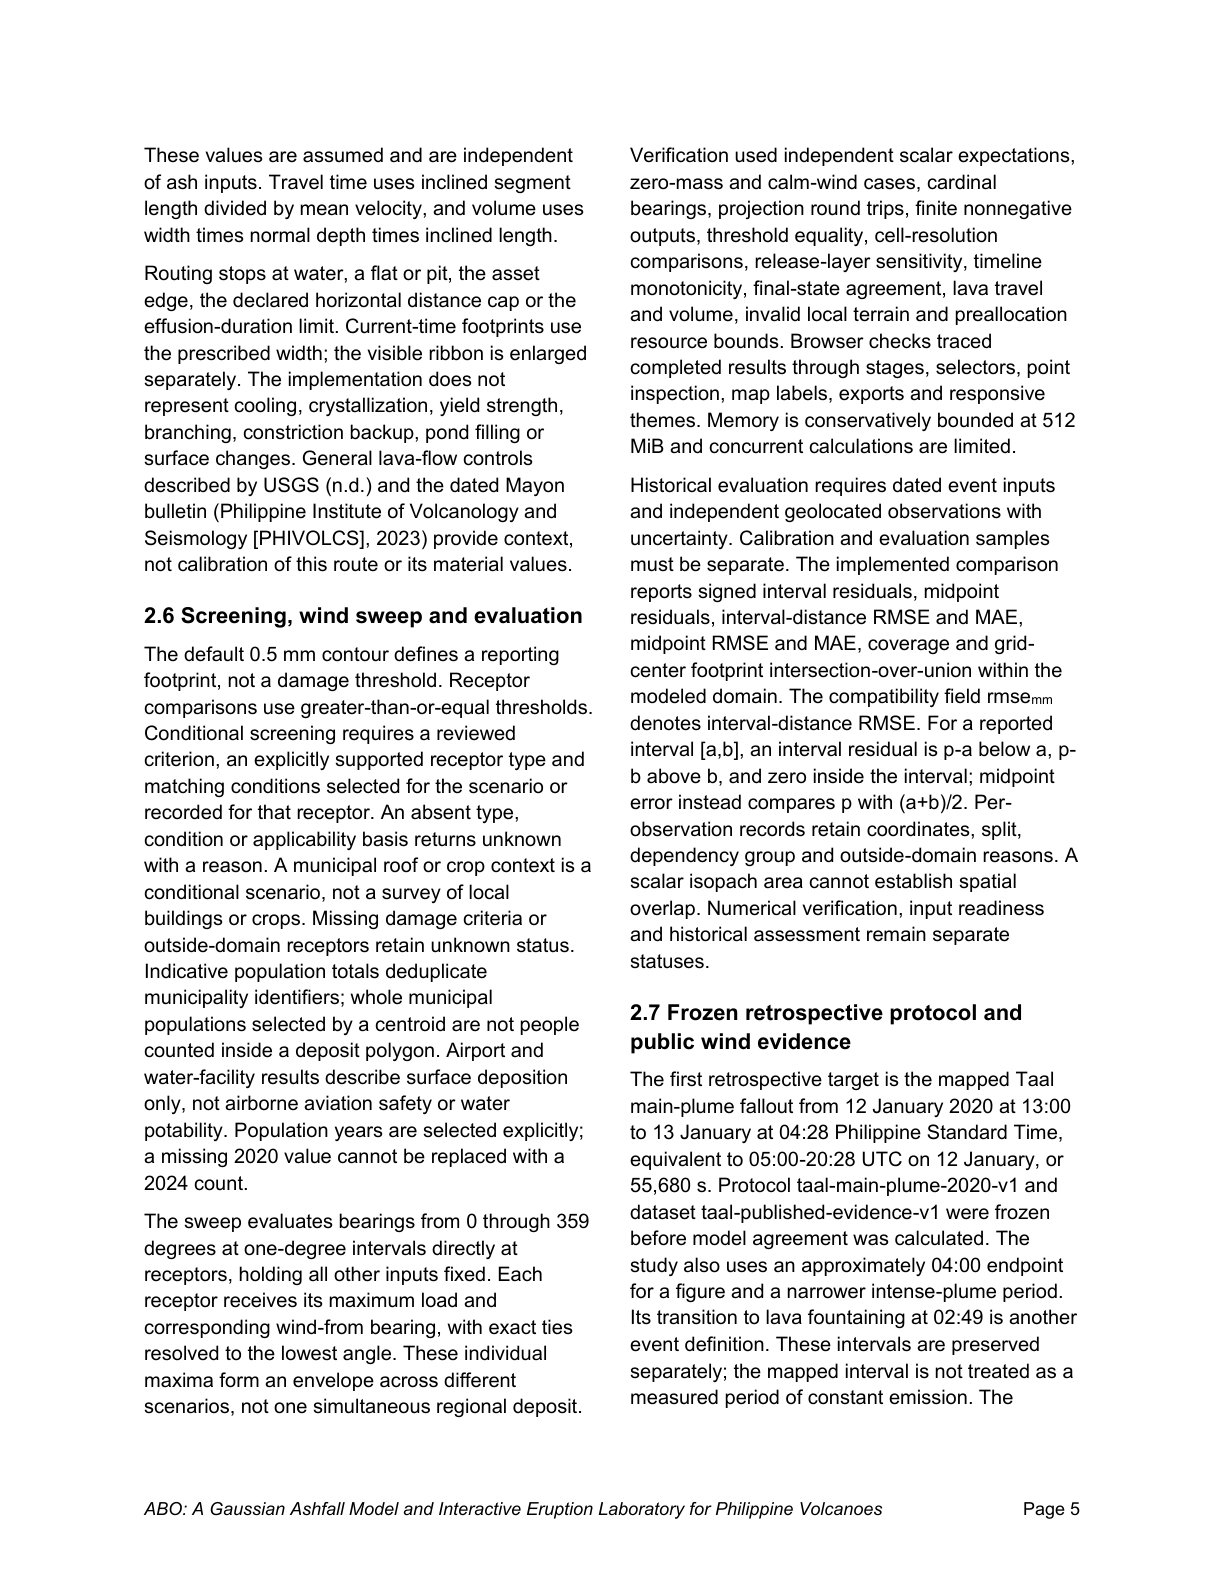 These values are assumed and are independent
of ash inputs. Travel time uses inclined segment
length divided by mean velocity, and volume uses
width times normal depth times inclined length.
Routing stops at water, a flat or pit, the asset
edge, the declared horizontal distance cap or the
effusion-duration limit. Current-time footprints use
the prescribed width; the visible ribbon is enlarged
separately. The implementation does not
represent cooling, crystallization, yield strength,
branching, constriction backup, pond filling or
surface changes. General lava-flow controls
described by USGS (n.d.) and the dated Mayon
bulletin (Philippine Institute of Volcanology and
Seismology [PHIVOLCS], 2023) provide context,
not calibration of this route or its material values.
2.6 Screening, wind sweep and evaluation
The default 0.5 mm contour defines a reporting
footprint, not a damage threshold. Receptor
comparisons use greater-than-or-equal thresholds.
Conditional screening requires a reviewed
criterion, an explicitly supported receptor type and
matching conditions selected for the scenario or
recorded for that receptor. An absent type,
condition or applicability basis returns unknown
with a reason. A municipal roof or crop context is a
conditional scenario, not a survey of local
buildings or crops. Missing damage criteria or
outside-domain receptors retain unknown status.
Indicative population totals deduplicate
municipality identifiers; whole municipal
populations selected by a centroid are not people
counted inside a deposit polygon. Airport and
water-facility results describe surface deposition
only, not airborne aviation safety or water
potability. Population years are selected explicitly;
a missing 2020 value cannot be replaced with a
2024 count.
The sweep evaluates bearings from 0 through 359
degrees at one-degree intervals directly at
receptors, holding all other inputs fixed. Each
receptor receives its maximum load and
corresponding wind-from bearing, with exact ties
resolved to the lowest angle. These individual
maxima form an envelope across different
scenarios, not one simultaneous regional deposit.
Verification used independent scalar expectations,
zero-mass and calm-wind cases, cardinal
bearings, projection round trips, finite nonnegative
outputs, threshold equality, cell-resolution
comparisons, release-layer sensitivity, timeline
monotonicity, final-state agreement, lava travel
and volume, invalid local terrain and preallocation
resource bounds. Browser checks traced
completed results through stages, selectors, point
inspection, map labels, exports and responsive
themes. Memory is conservatively bounded at 512
MiB and concurrent calculations are limited.
Historical evaluation requires dated event inputs
and independent geolocated observations with
uncertainty. Calibration and evaluation samples
must be separate. The implemented comparison
reports signed interval residuals, midpoint
residuals, interval-distance RMSE and MAE,
midpoint RMSE and MAE, coverage and grid-
center footprint intersection-over-union within the
modeled domain. The compatibility field rmsemm
denotes interval-distance RMSE. For a reported
interval [a,b], an interval residual is p-a below a, p-
b above b, and zero inside the interval; midpoint
error instead compares p with (a+b)/2. Per-
observation records retain coordinates, split,
dependency group and outside-domain reasons. A
scalar isopach area cannot establish spatial
overlap. Numerical verification, input readiness
and historical assessment remain separate
statuses.
2.7 Frozen retrospective protocol and
public wind evidence
The first retrospective target is the mapped Taal
main-plume fallout from 12 January 2020 at 13:00
to 13 January at 04:28 Philippine Standard Time,
equivalent to 05:00-20:28 UTC on 12 January, or
55,680 s. Protocol taal-main-plume-2020-v1 and
dataset taal-published-evidence-v1 were frozen
before model agreement was calculated. The
study also uses an approximately 04:00 endpoint
for a figure and a narrower intense-plume period.
Its transition to lava fountaining at 02:49 is another
event definition. These intervals are preserved
separately; the mapped interval is not treated as a
measured period of constant emission. The
ABO: A Gaussian Ashfall Model and Interactive Eruption Laboratory for Philippine Volcanoes
Page 5